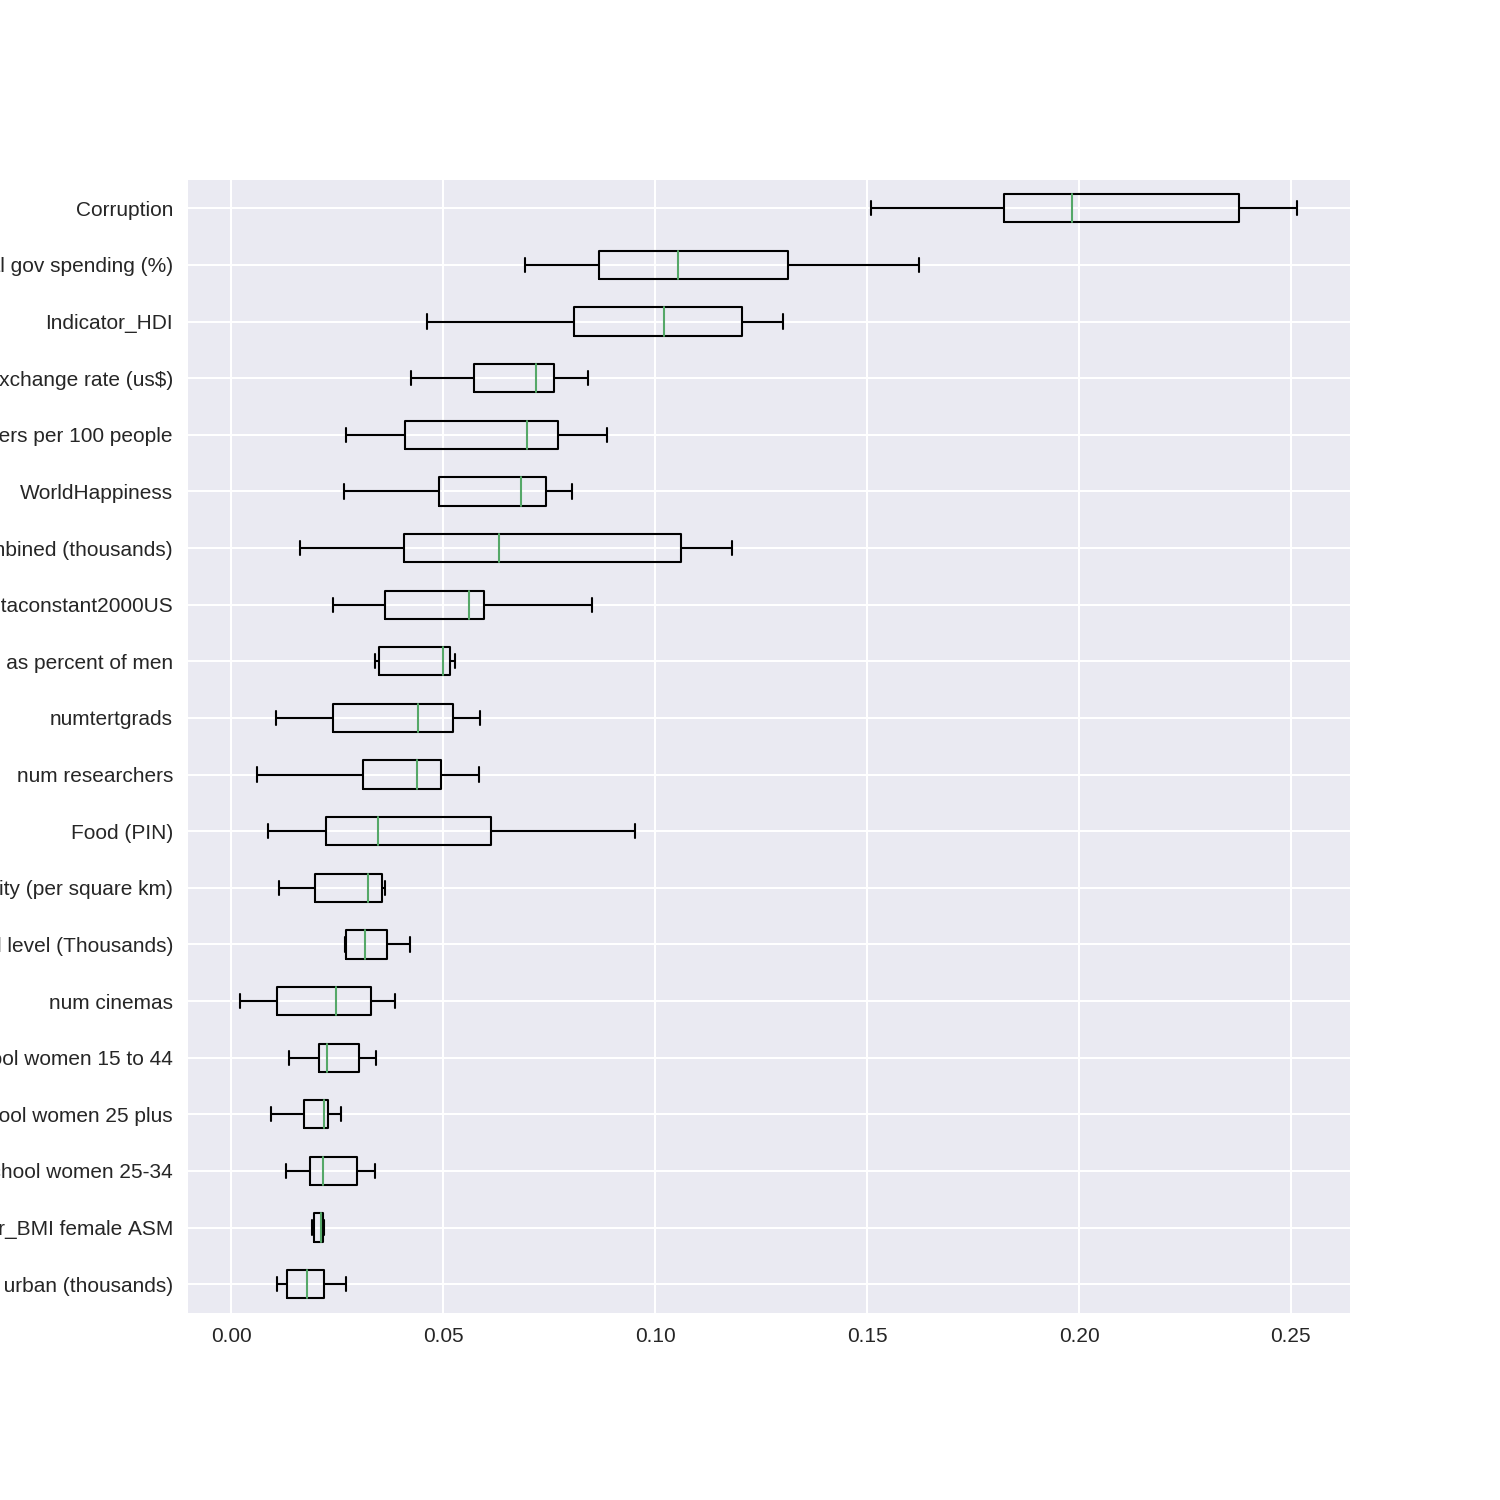 Corruption
l gov spending (%)
Indicator_HDI
xchange rate (us$)
ers per 100 people
WorldHappiness
nbined (thousands)
taconstant2000US
as percent of men
numtertgrads
num researchers
Food (PIN)
ity (per square km)
l level (Thousands)
num cinemas
ool women 15 to 44
ool women 25 plus
hool women 25-34
r_BMI female ASM
urban (thousands)
0.00 0.05 0.10 0.15 0.20 0.25